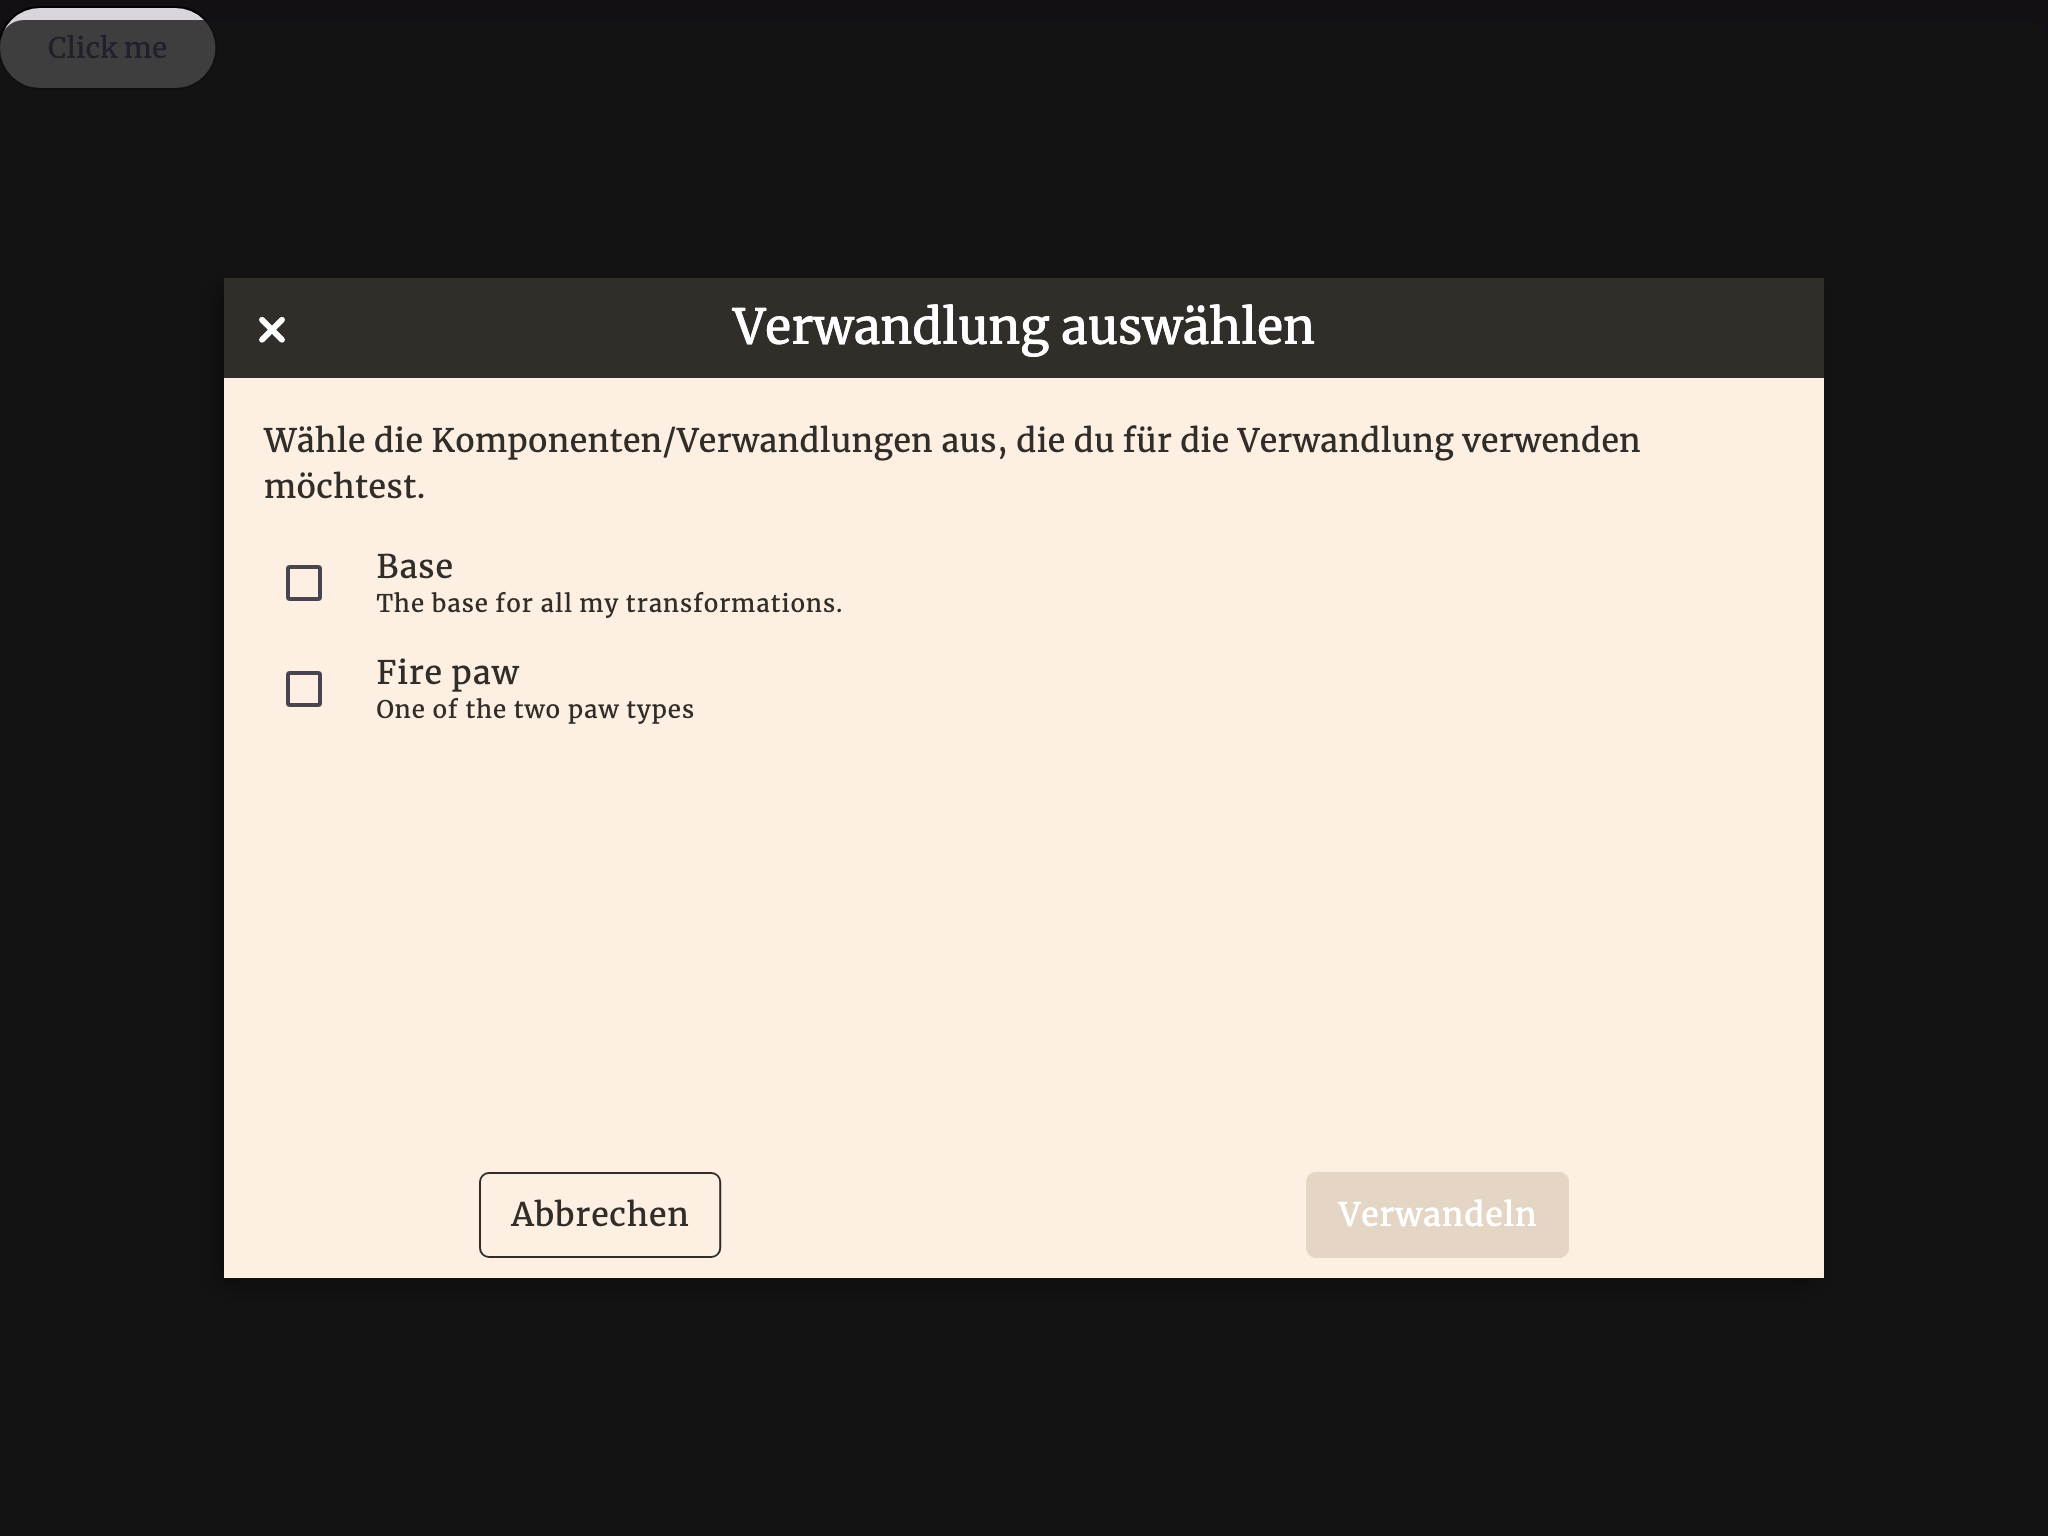 Click me
Verwandlung auswählen
Wähle die Komponenten/Verwandlungen aus, die du für die Verwandlung verwenden
möchtest.
Base
The base for all my transformations.
Fire paw
One of the two paw types
Abbrechen
Verwandeln